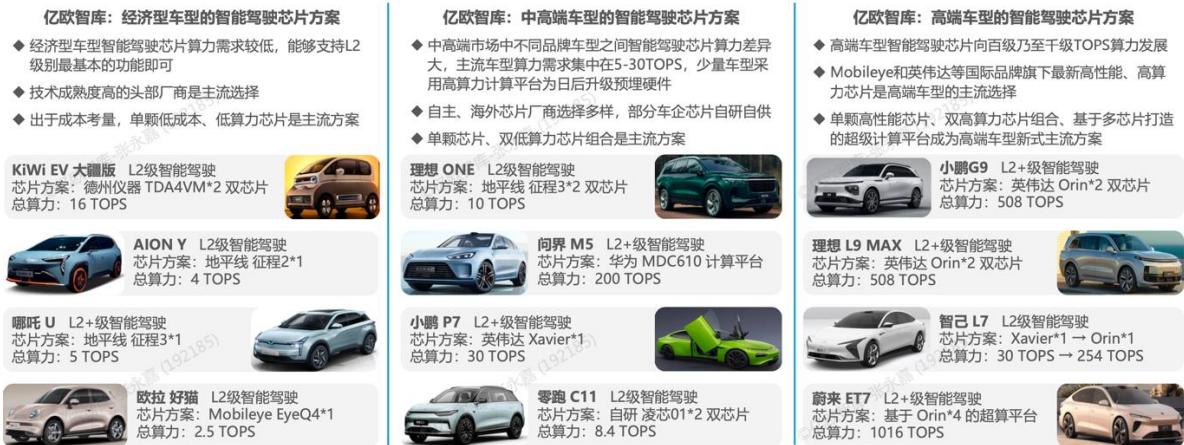 亿欧智库：经济型车型的智能驾驶芯片方案
◆ 经济型车型智能驾驶芯片算力需求较低，能够支持L2
级别最基本的功能即可
◆ 技术成熟度高的头部厂商是主流选择
◆ 出于成本考量，单颗低成本、低算力芯片是主流方案
KiWi EV 大疆版 L2级智能驾驶
芯片方案：德州仪器 TDA4VM*2 双芯片
总算力：16 TOPS
AION Y L2级智能驾驶
芯片方案：地平线 征程2*1
总算力：4 TOPS
哪吒 U L2+级智能驾驶
芯片方案：地平线 征程3*1
总算力：5 TOPS
欧拉 好猫 L2级智能驾驶
芯片方案：Mobileye EyeQ4*1
总算力：2.5 TOPS
亿欧智库：中高端车型的智能驾驶芯片方案
◆ 中高端市场中不同品牌车型之间智能驾驶芯片算力差异
大，主流车型算力需求集中在5-30TOPS，少量车型采
用高算力计算平台为日后升级预埋硬件
◆ 自主、海外芯片厂商选择多样，部分车企芯片自研自供
◆ 单颗芯片、双低算力芯片组合是主流方案
理想 ONE L2级智能驾驶
芯片方案：地平线 征程3*2 双芯片
总算力：10 TOPS
问界 M5 L2+级智能驾驶
芯片方案：华为 MDC610 计算平台
总算力：200 TOPS
小鹏 P7 L2+级智能驾驶
芯片方案：英伟达 Xavier*1
总算力：30 TOPS
零跑 C11 L2级智能驾驶
芯片方案：自研 凌芯01*2 双芯片
总算力：8.4 TOPS
亿欧智库：高端车型的智能驾驶芯片方案
◆ 高端车型智能驾驶芯片向百级乃至千级TOPS算力发展
◆ Mobileye和英伟达等国际品牌旗下最新高性能、高算
力芯片是高端车型的主流选择
◆ 单颗高性能芯片、双高算力芯片组合、基于多芯片打造
的超级计算平台成为高端车型新式主流方案
小鹏G9 L2+级智能驾驶
芯片方案：英伟达 Orin*2 双芯片
总算力：508 TOPS
理想 L9 MAX L2+级智能驾驶
芯片方案：英伟达 Orin*2 双芯片
总算力：508 TOPS
智己 L7 L2级智能驾驶
芯片方案：Xavier*1 → Orin*1
总算力：30 TOPS → 254 TOPS
蔚来 ET7 L2+级智能驾驶
芯片方案：基于 Orin*4 的超算平台
总算力：1016 TOPS
张永嘉 (192185)